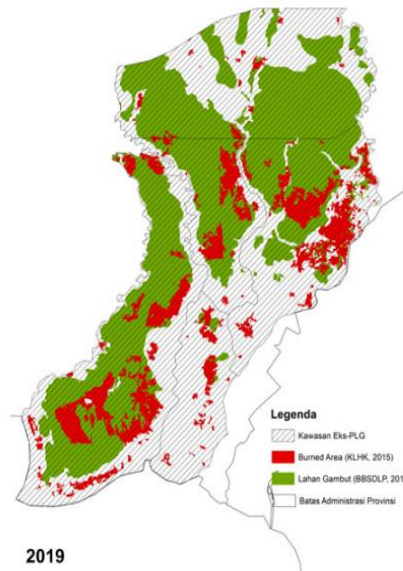 Legenda
Kawasan Eks-PLG
Burned Area (KLHK, 2015)
Lahan Gambut (BBSDLP, 201
Batas Administrasi Provinsi
2019